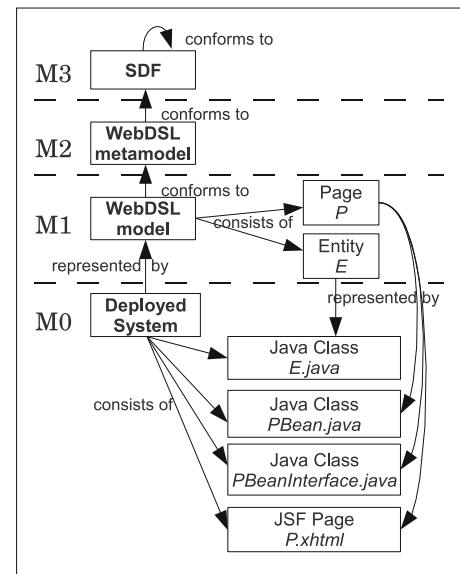 conforms to
M3
SDF
conforms to
M2
WebDSL
metamodel
conforms to
M1
WebDSL
model
consists of
Page
P
Entity
E
represented by
represented by
M0
Deployed
System
Java Class
E.java
consists of
Java Class
PBean.java
Java Class
PBeanInterface.java
JSF Page
P.xhtml